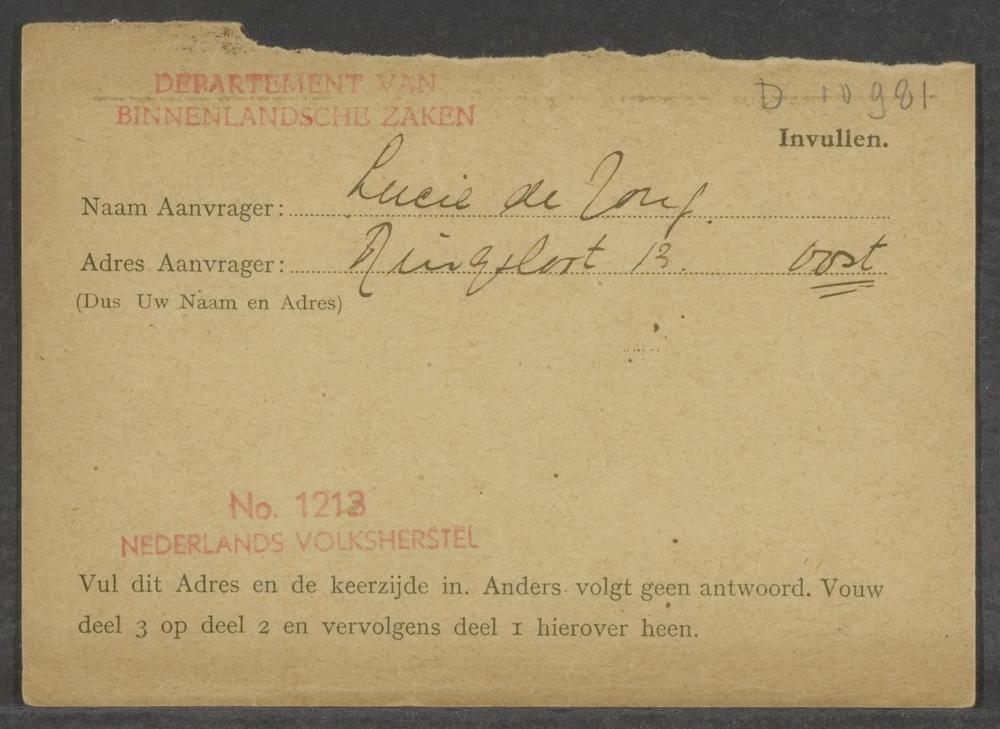 DEPARTEMENT VAN
BINNENLANDSCHE ZAKEN
D 10981
Invullen.
Naam Aanvrager: Lucie de Jong.
Adres Aanvrager: Ringsloot 13. Oost
(Dus Uw Naam en Adres)
No. 1213
NEDERLANDS VOLKSHERSTEL
Vul dit Adres en de keerzijde in. Anders volgt geen antwoord. Vouw
deel 3 op deel 2 en vervolgens deel 1 hierover heen.